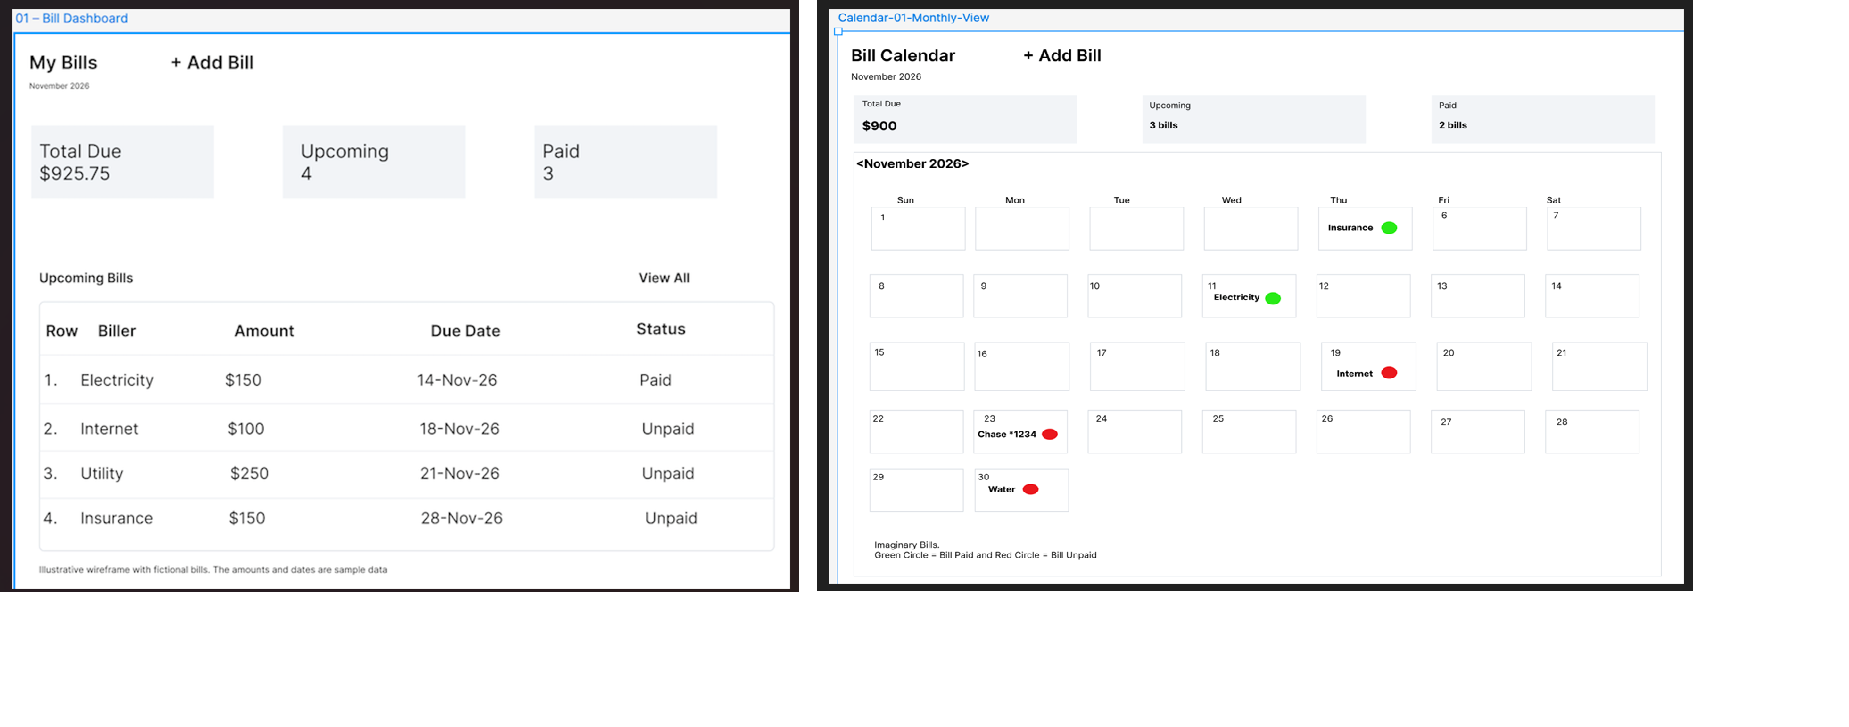 01 – Bill Dashboard
My Bills + Add Bill
November 2026
Total Due Upcoming Paid
$925.75 4 3
Upcoming Bills View All
Row Biller Amount Due Date Status
1. Electricity $150 14-Nov-26 Paid
2. Internet $100 18-Nov-26 Unpaid
3. Utility $250 21-Nov-26 Unpaid
4. Insurance $150 28-Nov-26 Unpaid
Illustrative wireframe with fictional bills. The amounts and dates are sample data
Calendar-01-Monthly-View
Bill Calendar + Add Bill
November 2026
Total Due Upcoming Paid
$900 3 bills 2 bills
<November 2026>
Sun Mon Tue Wed Thu Fri Sat
1 6 7
Insurance
8 9 10 11 12 13 14
Electricity
15 16 17 18 19 20 21
Internet
22 23 24 25 26 27 28
Chase *1234
29 30
Water
Imaginary Bills.
Green Circle – Bill Paid and Red Circle - Bill Unpaid